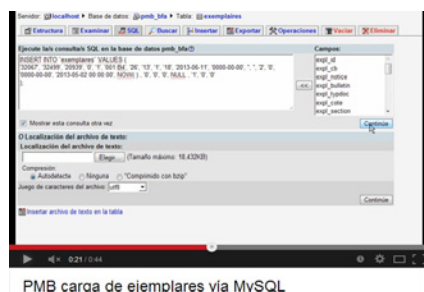 Servidor: localhost ▸ Base de datos: pmb_bfa ▸ Tabla: exemplaires
Estructura Examinar SQL Buscar Insertar Exportar Operaciones Vaciar Eliminar
Ejecute la/s consulta/s SQL en la base de datos pmb_bfa
Campos:
INSERT INTO `exemplaires` VALUES (
expl_id
expl_cb
expl_notice
expl_bulletin
expl_typdoc
expl_cote
expl_section
<<
Mostrar esta consulta otra vez
Continúe
O Localización del archivo de texto:
Localización del archivo de texto:
Elegir... (Tamaño máximo: 18.432KB)
Compresión:
Autodetecte Ninguna "Comprimido con bzip"
Juego de caracteres del archivo: utf8
Continúe
Insertar archivo de texto en la tabla
0:21 / 0:44
PMB carga de ejemplares vía MySQL